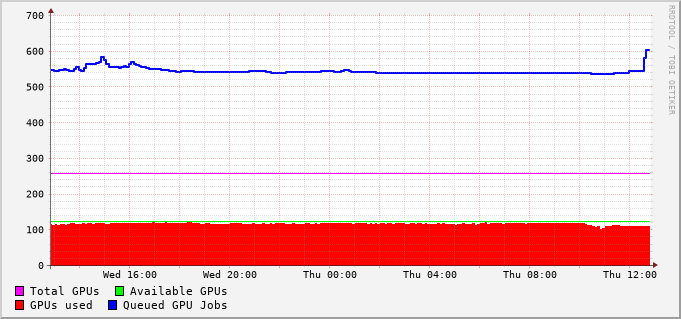 RRDTOOL / TOBI OETIKER
700
600
500
400
300
200
100
0
Wed 16:00 Wed 20:00 Thu 00:00 Thu 04:00 Thu 08:00 Thu 12:00
Total GPUs Available GPUs
GPUs used Queued GPU Jobs